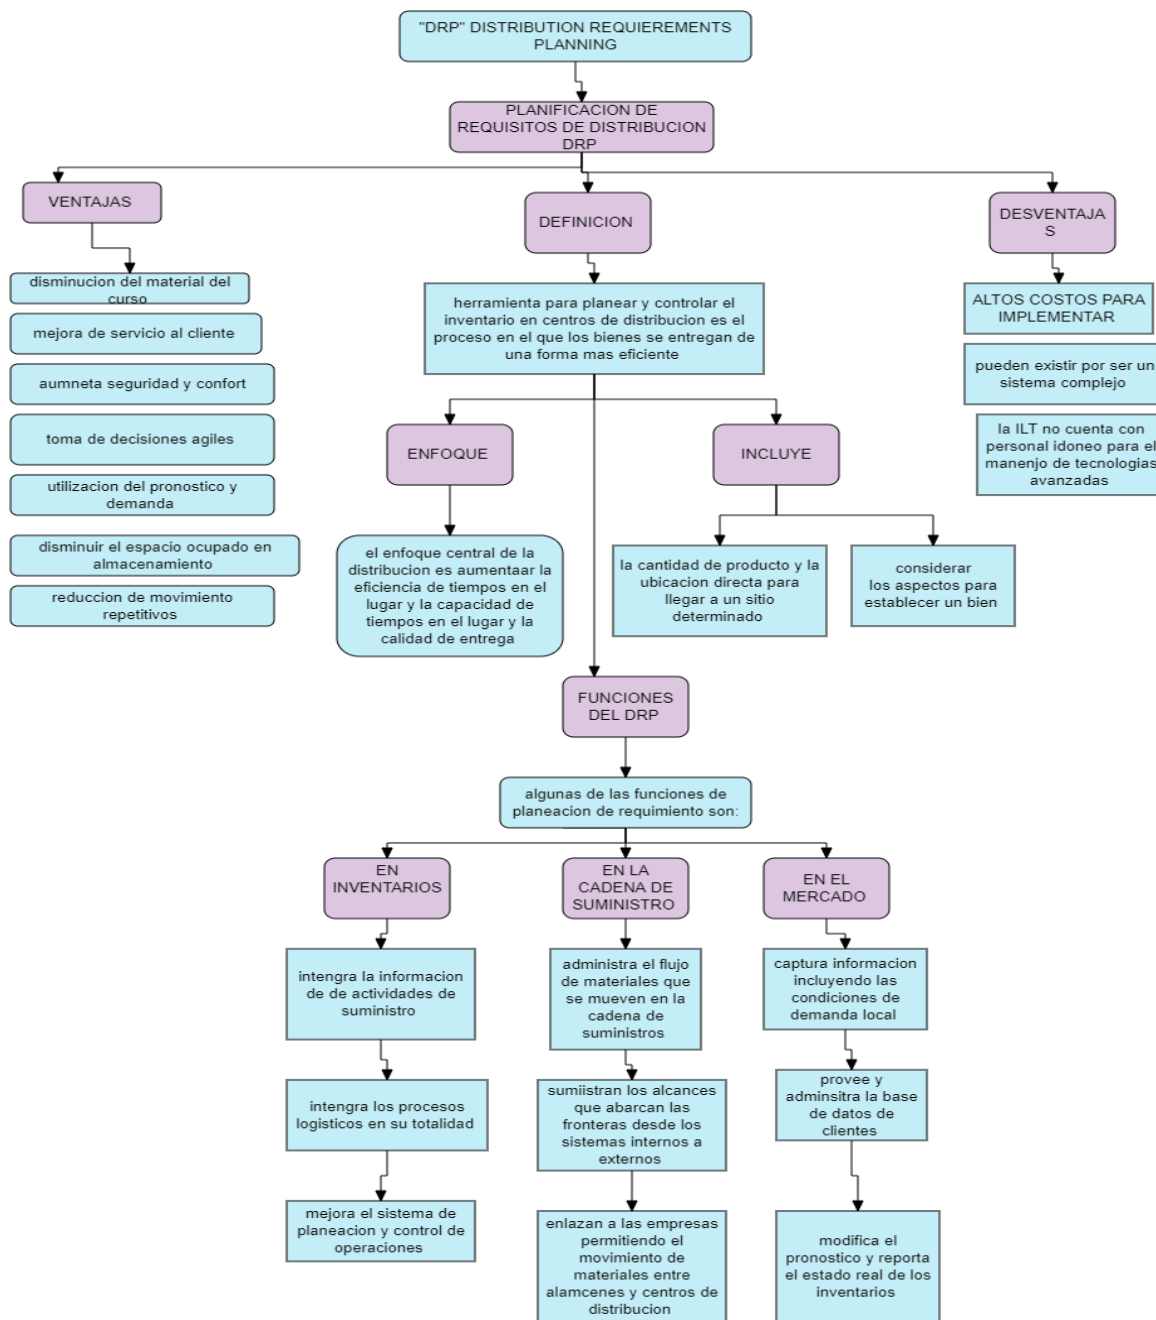 "DRP" DISTRIBUTION REQUIEREMENTS
PLANNING
PLANIFICACION DE
REQUISITOS DE DISTRIBUCION
DRP
VENTAJAS
disminucion del material del
curso
mejora de servicio al cliente
aumneta seguridad y confort
toma de decisiones agiles
utilizacion del pronostico y
demanda
disminuir el espacio ocupado en
almacenamiento
reduccion de movimiento
repetitivos
DEFINICION
herramienta para planear y controlar el
inventario en centros de distribucion es el
proceso en el que los bienes se entregan de
una forma mas eficiente
ENFOQUE
el enfoque central de la
distribucion es aumentaar la
eficiencia de tiempos en el
lugar y la capacidad de
tiempos en el lugar y la
calidad de entrega
INCLUYE
la cantidad de producto y la
ubicacion directa para
llegar a un sitio
determinado
considerar
los aspectos para
establecer un bien
DESVENTAJA
S
ALTOS COSTOS PARA
IMPLEMENTAR
pueden existir por ser un
sistema complejo
la ILT no cuenta con
personal idoneo para el
manenjo de tecnologias
avanzadas
FUNCIONES
DEL DRP
algunas de las funciones de
planeacion de requimiento son:
EN
INVENTARIOS
intengra la informacion
de de actividades de
suministro
intengra los procesos
logisticos en su totalidad
mejora el sistema de
planeacion y control de
operaciones
EN LA
CADENA DE
SUMINISTRO
administra el flujo
de materiales que
se mueven en la
cadena de
suministros
sumiistran los alcances
que abarcan las
fronteras desde los
sistemas internos a
externos
enlazan a las empresas
permitiendo el
movimiento de
materiales entre
alamcenes y centros de
distribucion
EN EL
MERCADO
captura informacion
incluyendo las
condiciones de
demanda local
provee y
adminsitra la base
de datos de
clientes
modifica el
pronostico y reporta
el estado real de los
inventarios